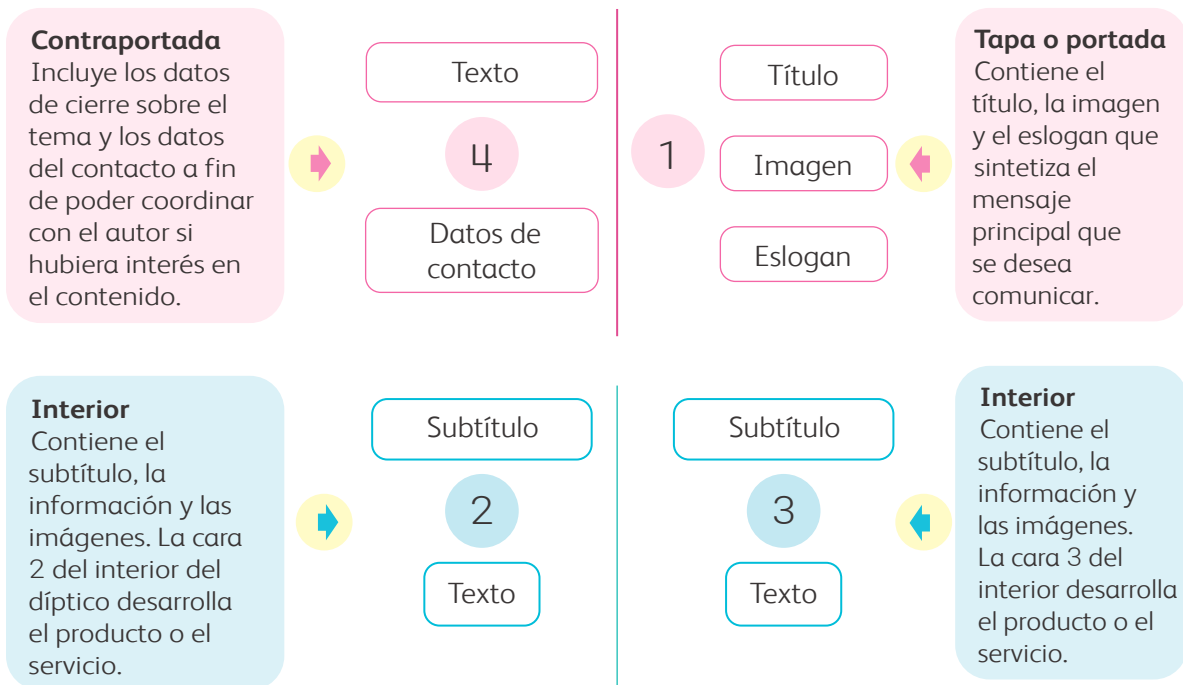 Contraportada
Incluye los datos
de cierre sobre el
tema y los datos
del contacto a fin
de poder coordinar
con el autor si
hubiera interés en
el contenido.
Texto
4
Datos de
contacto
1
Título
Imagen
Eslogan
Tapa o portada
Contiene el
título, la imagen
y el eslogan que
sintetiza el
mensaje
principal que
se desea
comunicar.
Interior
Contiene el
subtítulo, la
información y las
imágenes. La cara
2 del interior del
díptico desarrolla
el producto o el
servicio.
Subtítulo
2
Texto
Subtítulo
3
Texto
Interior
Contiene el
subtítulo, la
información y
las imágenes.
La cara 3 del
interior desarrolla
el producto o el
servicio.